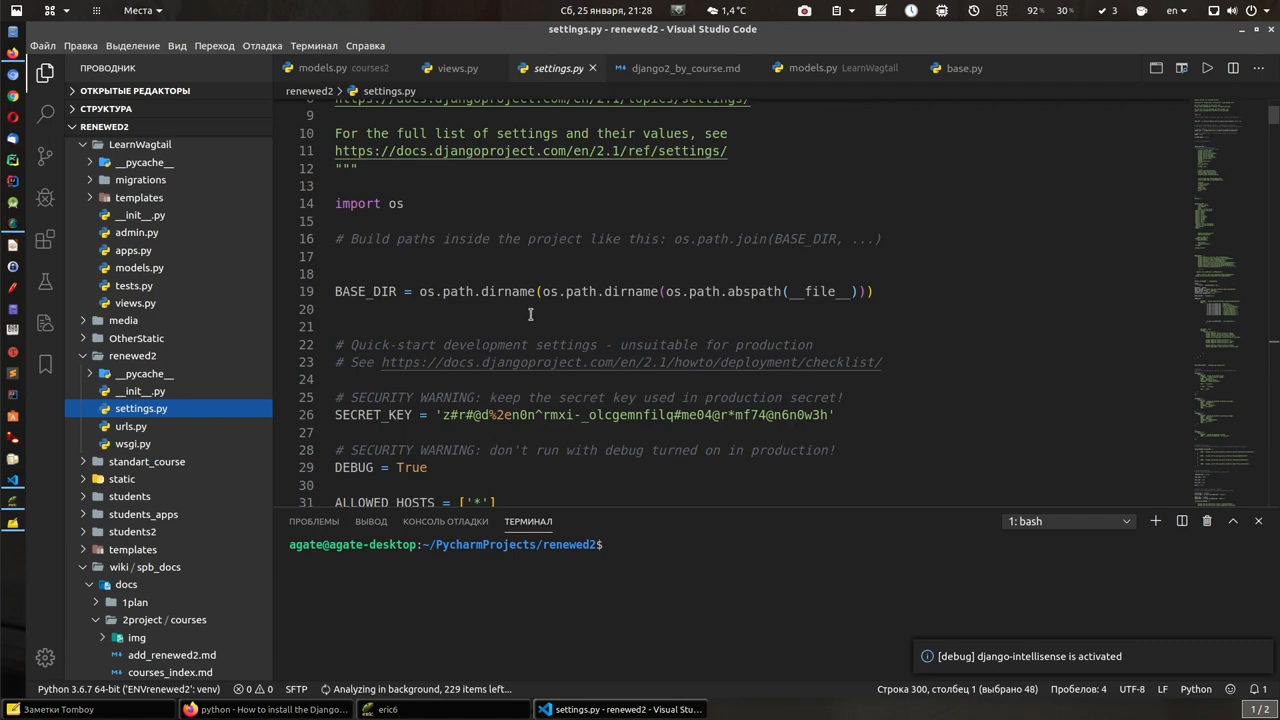 Места
Сб, 25 января, 21:28
1,4 °C
92 %
30 %
3
en
settings.py - renewed2 - Visual Studio Code
Файл Правка Выделение Вид Переход Отладка Терминал Справка
ПРОВОДНИК
models.py courses2
views.py
settings.py
django2_by_course.md
models.py LearnWagtail
base.py
ОТКРЫТЫЕ РЕДАКТОРЫ
СТРУКТУРА
RENEWED2
LearnWagtail
__pycache__
migrations
templates
__init__.py
admin.py
apps.py
models.py
tests.py
views.py
media
OtherStatic
renewed2
__pycache__
__init__.py
settings.py
urls.py
wsgi.py
standart_course
static
students
students_apps
students2
templates
wiki / spb_docs
docs
1plan
2project / courses
img
add_renewed2.md
courses_index.md
renewed2 > settings.py
8 https://docs.djangoproject.com/en/2.1/topics/settings/
9
10 For the full list of settings and their values, see
11 https://docs.djangoproject.com/en/2.1/ref/settings/
12 """
13
14 import os
15
16 # Build paths inside the project like this: os.path.join(BASE_DIR, ...)
17
18
19 BASE_DIR = os.path.dirname(os.path.dirname(os.path.abspath(__file__)))
20
21
22 # Quick-start development settings - unsuitable for production
23 # See https://docs.djangoproject.com/en/2.1/howto/deployment/checklist/
24
25 # SECURITY WARNING: keep the secret key used in production secret!
26 SECRET_KEY = 'z#r#@d%2en0n^rmxi-_olcgemnfilq#me04@r*mf74@n6n0w3h'
27
28 # SECURITY WARNING: don't run with debug turned on in production!
29 DEBUG = True
30
31 ALLOWED_HOSTS = ['*']
ПРОБЛЕМЫ ВЫВОД КОНСОЛЬ ОТЛАДКИ ТЕРМИНАЛ
1: bash
agate@agate-desktop:~/PycharmProjects/renewed2$
[debug] django-intellisense is activated
Python 3.6.7 64-bit ('ENVrenewed2': venv)
0
0
SFTP
Analyzing in background, 229 items left...
Строка 300, столбец 1 (выбрано 48)
Пробелов: 4
UTF-8
LF
Python
1
Заметки Tomboy
python - How to install the Django...
eric6
settings.py - renewed2 - Visual Stu...
1/2